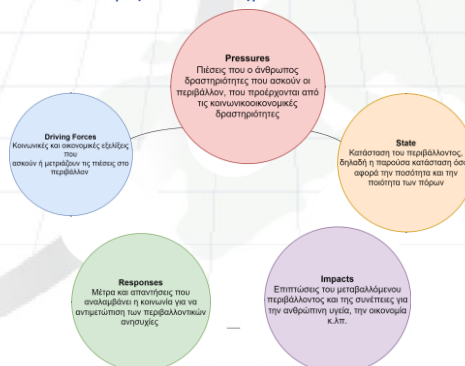 Pressures
Πιέσεις που ο άνθρωπος
δραστηριότητες που ασκούν οι
περιβάλλον, που προέρχονται από
τις κοινωνικοοικονομικές
δραστηριότητες
Driving Forces
Κοινωνικές και οικονομικές εξελίξεις
που
ασκούν ή μετριάζουν τις πιέσεις στο
περιβάλλον
State
Κατάσταση του περιβάλλοντος,
δηλαδή η παρούσα κατάσταση όσ
αφορά την ποσότητα και την
ποιότητα των πόρων
Responses
Μέτρα και απαντήσεις που
αναλαμβάνει η κοινωνία για να
αντιμετώπιση των περιβαλλοντικών
ανησυχίες
Impacts
Επιπτώσεις του μεταβαλλόμενου
περιβάλλοντος και της συνέπειες για
την ανθρώπινη υγεία, την οικονομία
κ.λπ.